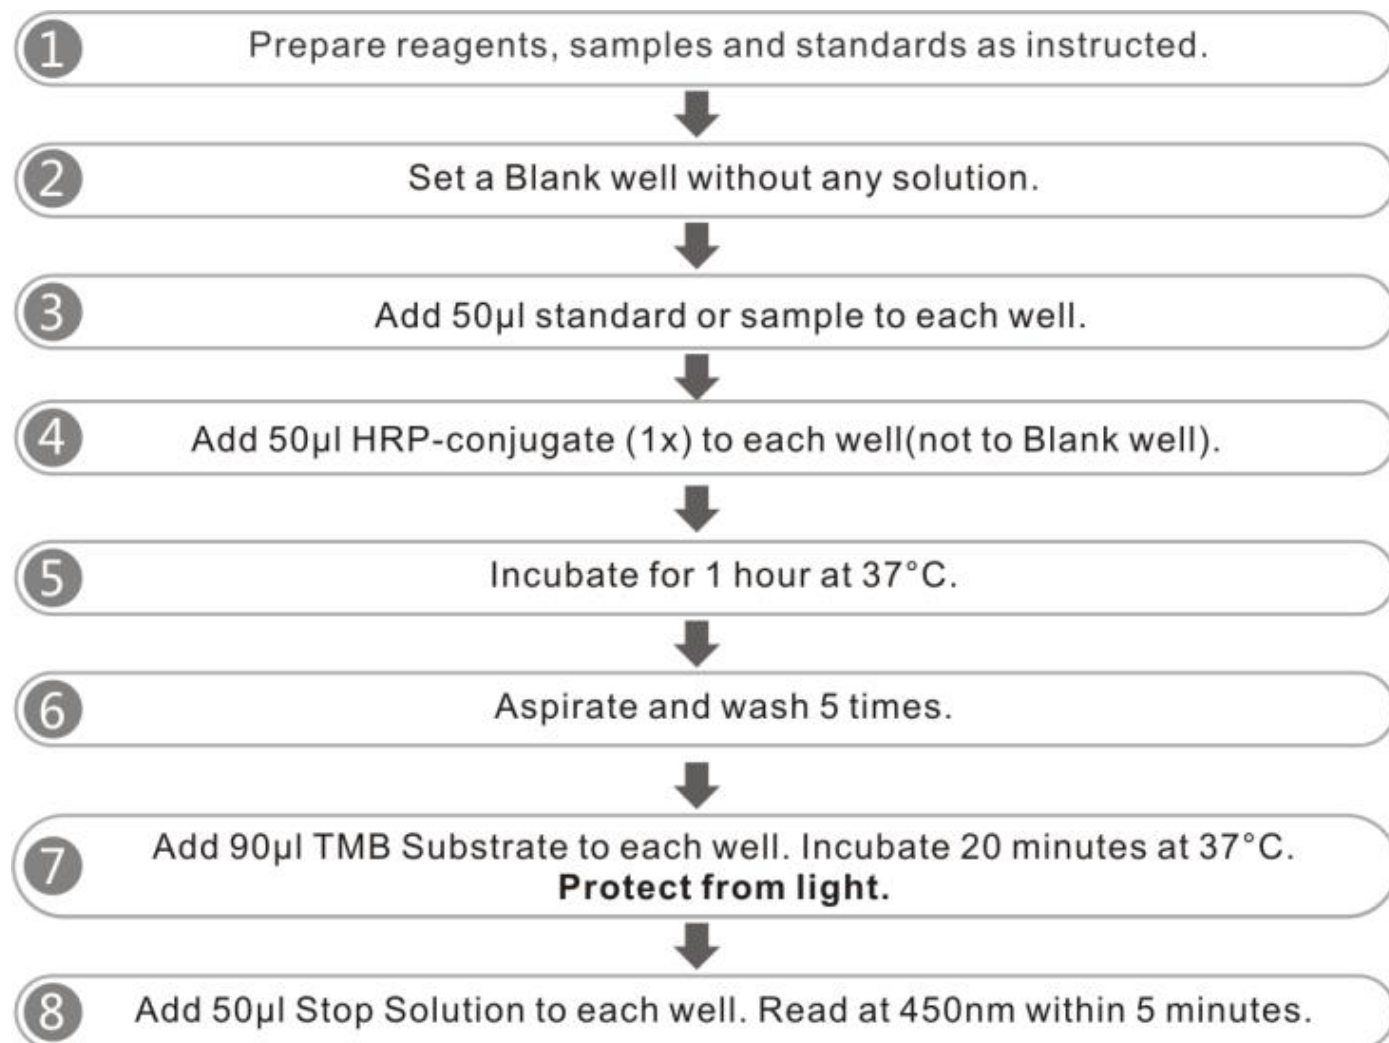 1 Prepare reagents, samples and standards as instructed.
2 Set a Blank well without any solution.
3 Add 50µl standard or sample to each well.
4 Add 50µl HRP-conjugate (1x) to each well(not to Blank well).
5 Incubate for 1 hour at 37°C.
6 Aspirate and wash 5 times.
7 Add 90µl TMB Substrate to each well. Incubate 20 minutes at 37°C.
Protect from light.
8 Add 50µl Stop Solution to each well. Read at 450nm within 5 minutes.